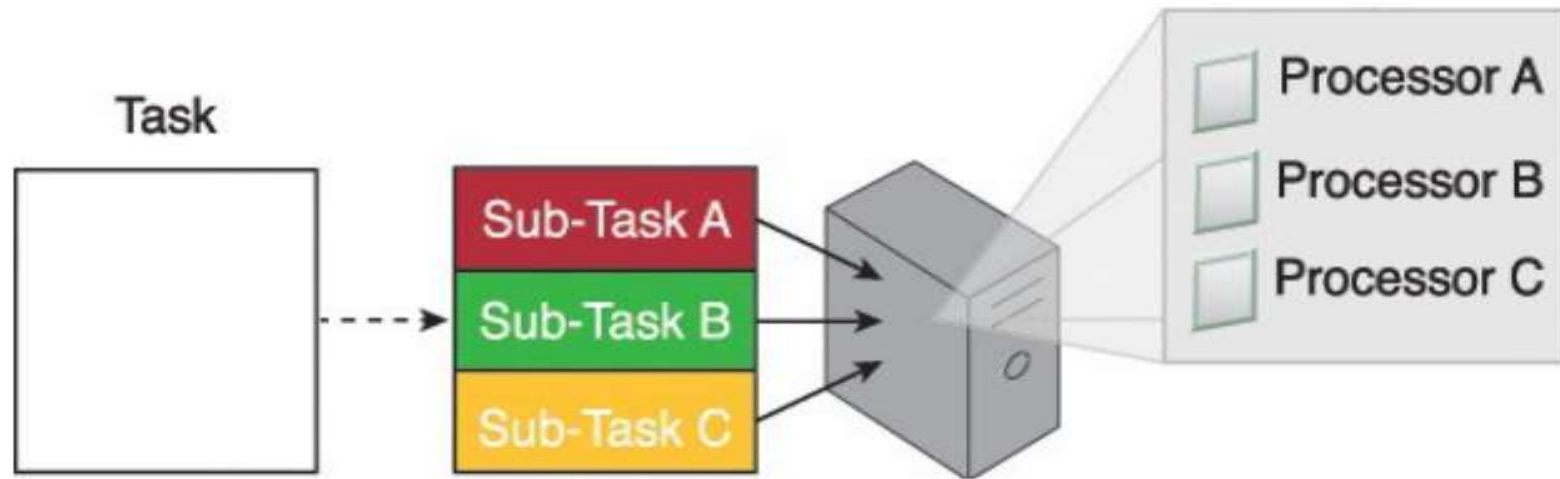 Task
Sub-Task A
Sub-Task B
Sub-Task C
Processor A
Processor B
Processor C